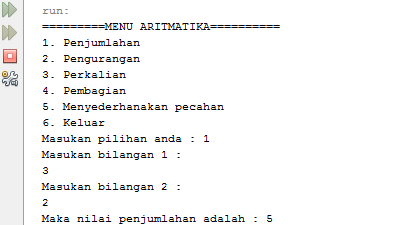 run:
=========MENU ARITMATIKA==========
1. Penjumlahan
2. Pengurangan
3. Perkalian
4. Pembagian
5. Menyederhanakan pecahan
6. Keluar
Masukan pilihan anda : 1
Masukan bilangan 1 :
3
Masukan bilangan 2 :
2
Maka nilai penjumlahan adalah : 5